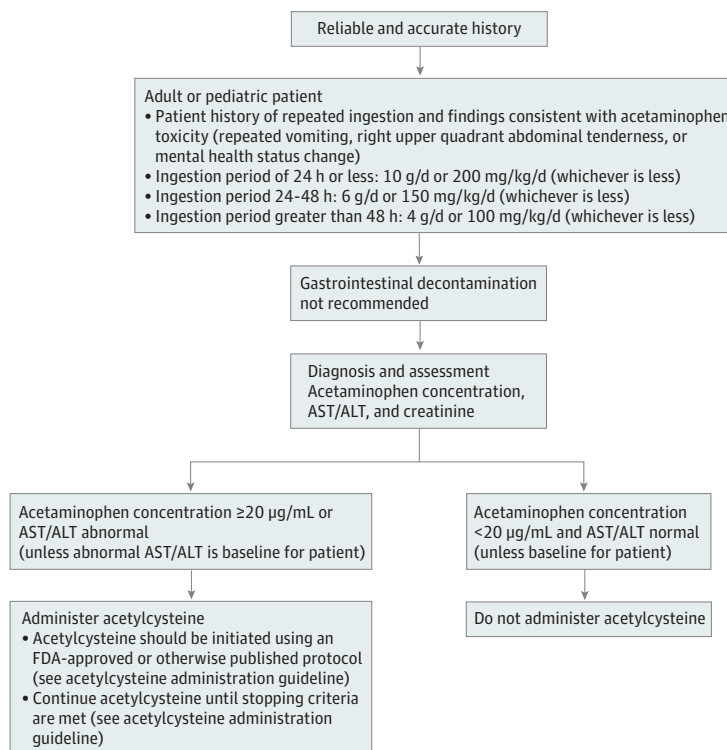 Reliable and accurate history
Adult or pediatric patient
• Patient history of repeated ingestion and findings consistent with acetaminophen
toxicity (repeated vomiting, right upper quadrant abdominal tenderness, or
mental health status change)
• Ingestion period of 24 h or less: 10 g/d or 200 mg/kg/d (whichever is less)
• Ingestion period 24-48 h: 6 g/d or 150 mg/kg/d (whichever is less)
• Ingestion period greater than 48 h: 4 g/d or 100 mg/kg/d (whichever is less)
Gastrointestinal decontamination
not recommended
Diagnosis and assessment
Acetaminophen concentration,
AST/ALT, and creatinine
Acetaminophen concentration ≥20 µg/mL or
AST/ALT abnormal
(unless abnormal AST/ALT is baseline for patient)
Acetaminophen concentration
<20 µg/mL and AST/ALT normal
(unless baseline for patient)
Administer acetylcysteine
• Acetylcysteine should be initiated using an
FDA-approved or otherwise published protocol
(see acetylcysteine administration guideline)
• Continue acetylcysteine until stopping criteria
are met (see acetylcysteine administration
guideline)
Do not administer acetylcysteine